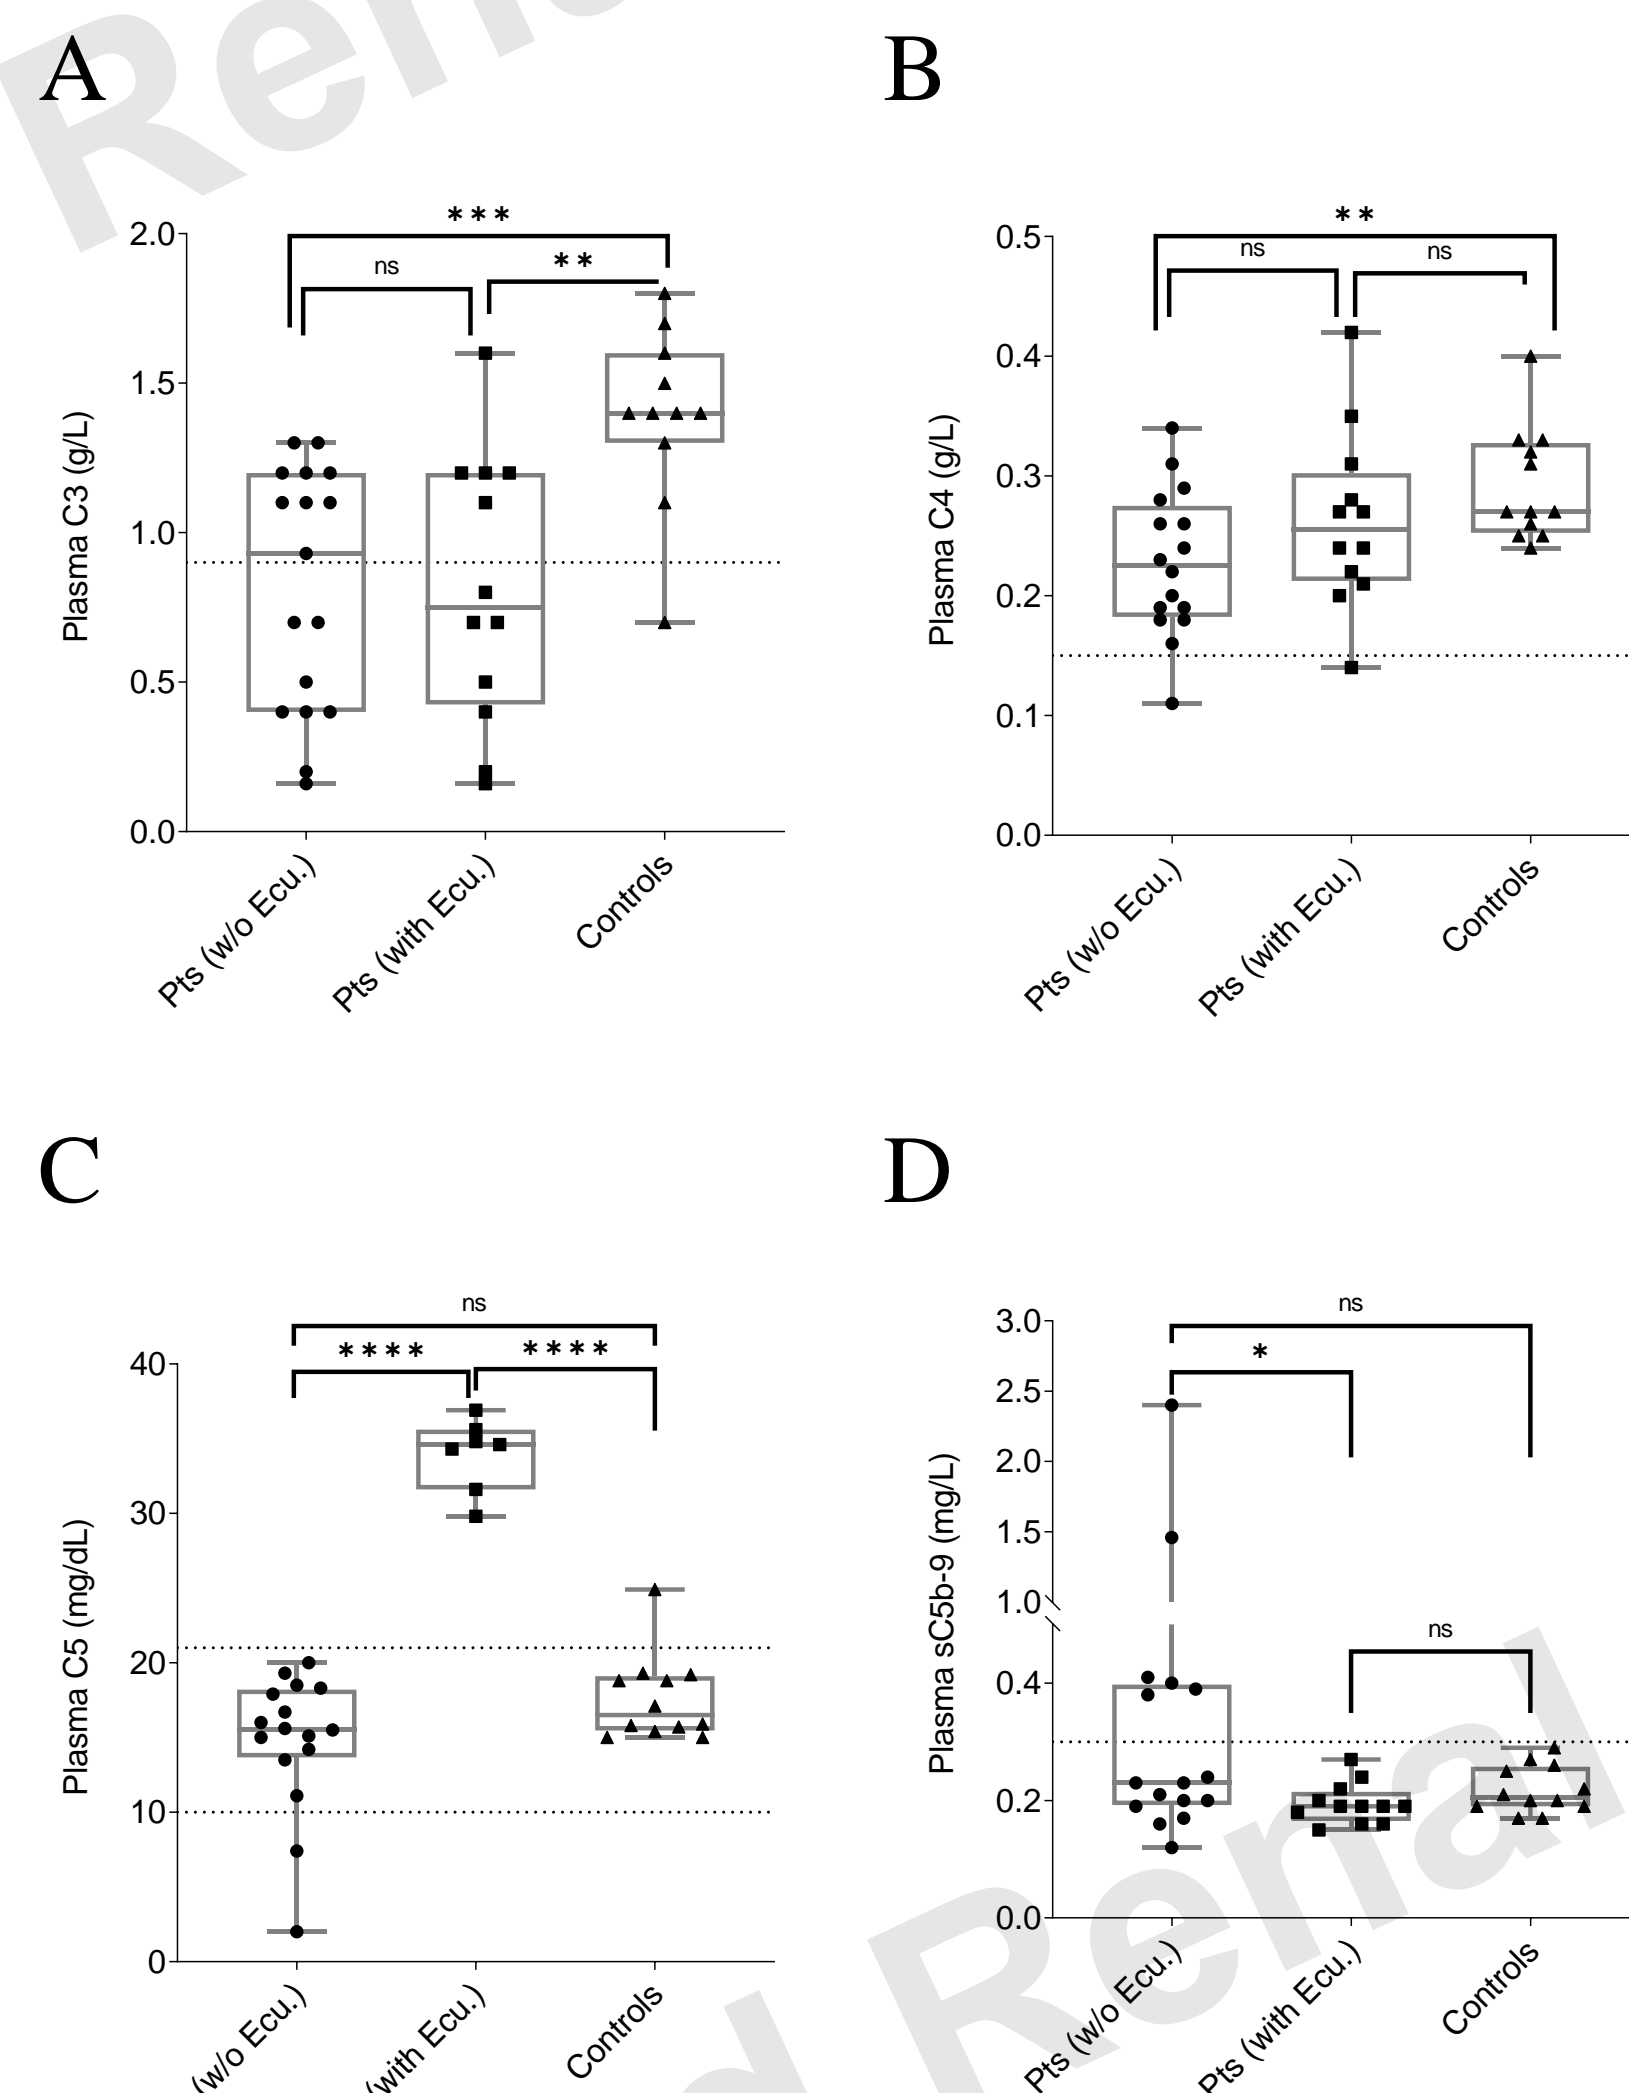 A
B
Plasma C3 (g/L)
2.0
1.5
1.0
0.5
0.0
***
ns
**
Pts (w/o Ecu.)
Pts (with Ecu.)
Controls
Plasma C4 (g/L)
0.5
0.4
0.3
0.2
0.1
0.0
**
ns
ns
Pts (w/o Ecu.)
Pts (with Ecu.)
Controls
C
D
Plasma C5 (mg/dL)
40
30
20
10
0
ns
****
****
(w/o Ecu.)
(with Ecu.)
Controls
Plasma sC5b-9 (mg/L)
3.0
2.5
2.0
1.5
1.0
0.4
0.2
0.0
ns
*
ns
Pts (w/o Ecu.)
Pts (with Ecu.)
Controls
Renal